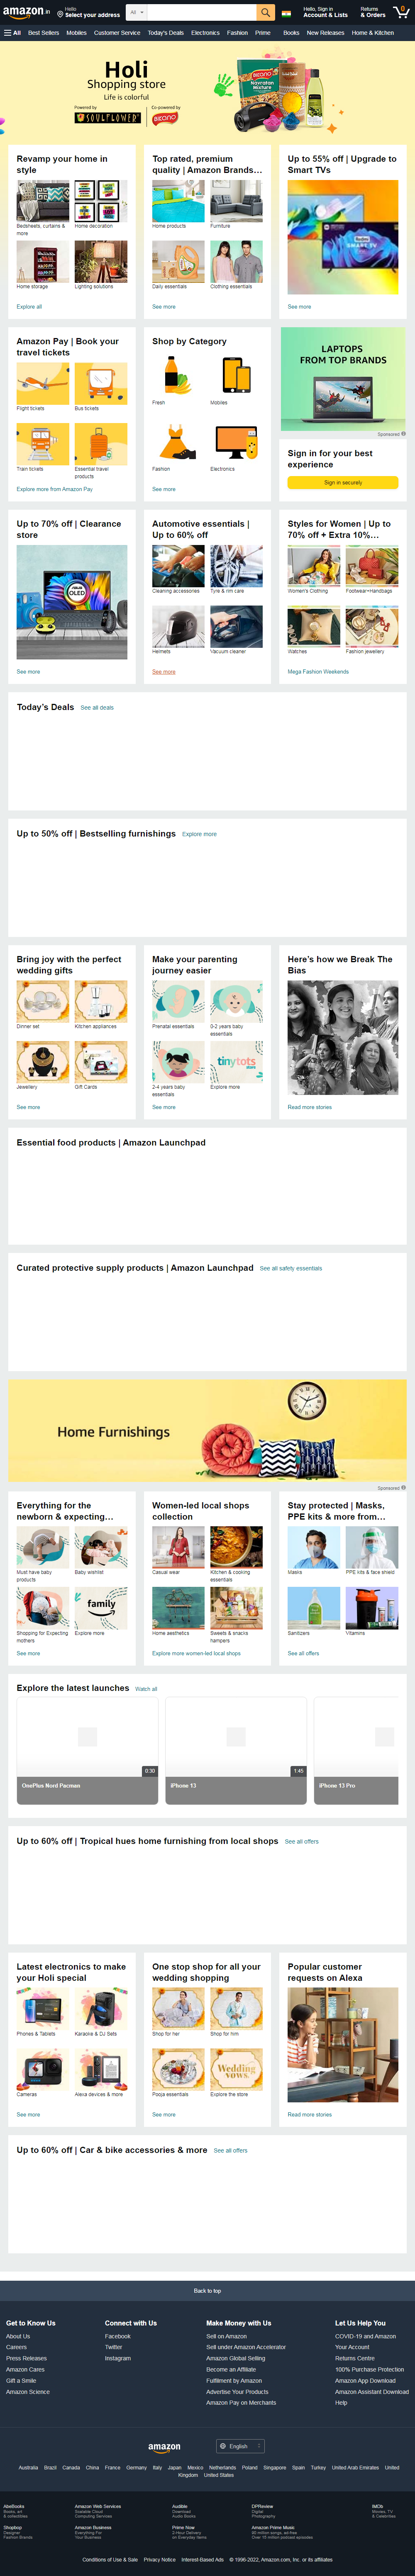 amazon.in
Hello
Select your address
All
Hello, Sign in
Account & Lists
Returns
& Orders
0
All Best Sellers Mobiles Customer Service Today's Deals Electronics Fashion Prime Books New Releases Home & Kitchen
Holi
Shopping store
Life is colorful
Powered by
SOULFLOWER
Co-powered by
BEGANO
Revamp your home in
style
Bedsheets, curtains &
more
Home decoration
Home storage
Lighting solutions
Explore all
Top rated, premium
quality | Amazon Brands…
Home products
Furniture
Daily essentials
Clothing essentials
See more
Up to 55% off | Upgrade to
Smart TVs
SMART TV
See more
Amazon Pay | Book your
travel tickets
Flight tickets
Bus tickets
Train tickets
Essential travel
products
Explore more from Amazon Pay
Shop by Category
Fresh
Mobiles
Fashion
Electronics
See more
LAPTOPS
FROM TOP BRANDS
Sponsored
Sign in for your best
experience
Sign in securely
Up to 70% off | Clearance
store
OLED
See more
Automotive essentials |
Up to 60% off
Cleaning accessories
Tyre & rim care
Helmets
Vacuum cleaner
See more
Styles for Women | Up to
70% off + Extra 10%…
Women's Clothing
Footwear+Handbags
Watches
Fashion jewellery
Mega Fashion Weekends
Today's Deals See all deals
Up to 50% off | Bestselling furnishings Explore more
Bring joy with the perfect
wedding gifts
Dinner set
Kitchen appliances
Jewellery
Gift Cards
See more
Make your parenting
journey easier
Prenatal essentials
0-2 years baby
essentials
tinytots
2-4 years baby
essentials
Explore more
See more
Here's how we Break The
Bias
Read more stories
Essential food products | Amazon Launchpad
Curated protective supply products | Amazon Launchpad See all safety essentials
Home Furnishings
Sponsored
Everything for the
newborn & expecting…
Must have baby
products
Baby wishlist
family
Shopping for Expecting
mothers
Explore more
See more
Women-led local shops
collection
Casual wear
Kitchen & cooking
essentials
Home aesthetics
Sweets & snacks
hampers
Explore more women-led local shops
Stay protected | Masks,
PPE kits & more from…
Masks
PPE kits & face shield
Sanitizers
Vitamins
See all offers
Explore the latest launches Watch all
0:30
OnePlus Nord Pacman
1:45
iPhone 13
iPhone 13 Pro
Up to 60% off | Tropical hues home furnishing from local shops See all offers
Latest electronics to make
your Holi special
Phones & Tablets
Karaoke & DJ Sets
Cameras
Alexa devices & more
See more
One stop shop for all your
wedding shopping
Shop for her
Shop for him
Wedding
VOWS.
Pooja essentials
Explore the store
See more
Popular customer
requests on Alexa
Read more stories
Up to 60% off | Car & bike accessories & more See all offers
Back to top
Get to Know Us
About Us
Careers
Press Releases
Amazon Cares
Gift a Smile
Amazon Science
Connect with Us
Facebook
Twitter
Instagram
Make Money with Us
Sell on Amazon
Sell under Amazon Accelerator
Amazon Global Selling
Become an Affiliate
Fulfilment by Amazon
Advertise Your Products
Amazon Pay on Merchants
Let Us Help You
COVID-19 and Amazon
Your Account
Returns Centre
100% Purchase Protection
Amazon App Download
Amazon Assistant Download
Help
amazon
English
Australia Brazil Canada China France Germany Italy Japan Mexico Netherlands Poland Singapore Spain Turkey United Arab Emirates United
Kingdom United States
AbeBooks
Books, art
& collectibles
Amazon Web Services
Scalable Cloud
Computing Services
Audible
Download
Audio Books
DPReview
Digital
Photography
IMDb
Movies, TV
& Celebrities
Shopbop
Designer
Fashion Brands
Amazon Business
Everything For
Your Business
Prime Now
2-Hour Delivery
on Everyday Items
Amazon Prime Music
90 million songs, ad-free
Over 15 million podcast episodes
Conditions of Use & Sale Privacy Notice Interest-Based Ads © 1996-2022, Amazon.com, Inc. or its affiliates